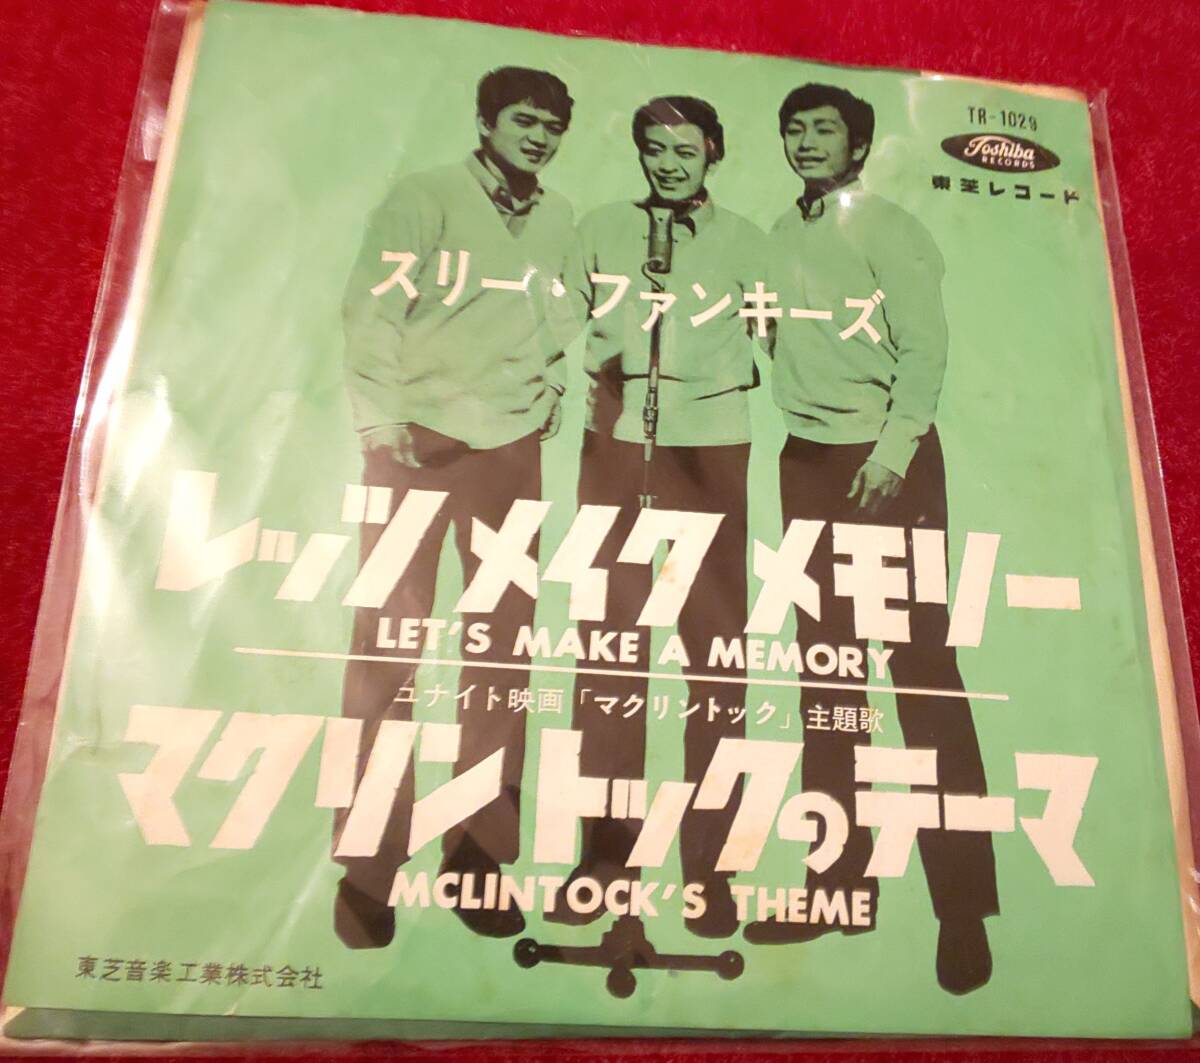 TR-1029
Toshiba
RECORDS
東芝レコード
スリー・ファンキーズ
レッツ メイク メモリー
LET'S MAKE A MEMORY
ユナイト映画「マクリントック」主題歌
マクリントックのテーマ
MCLINTOCK'S THEME
東芝音楽工業株式会社